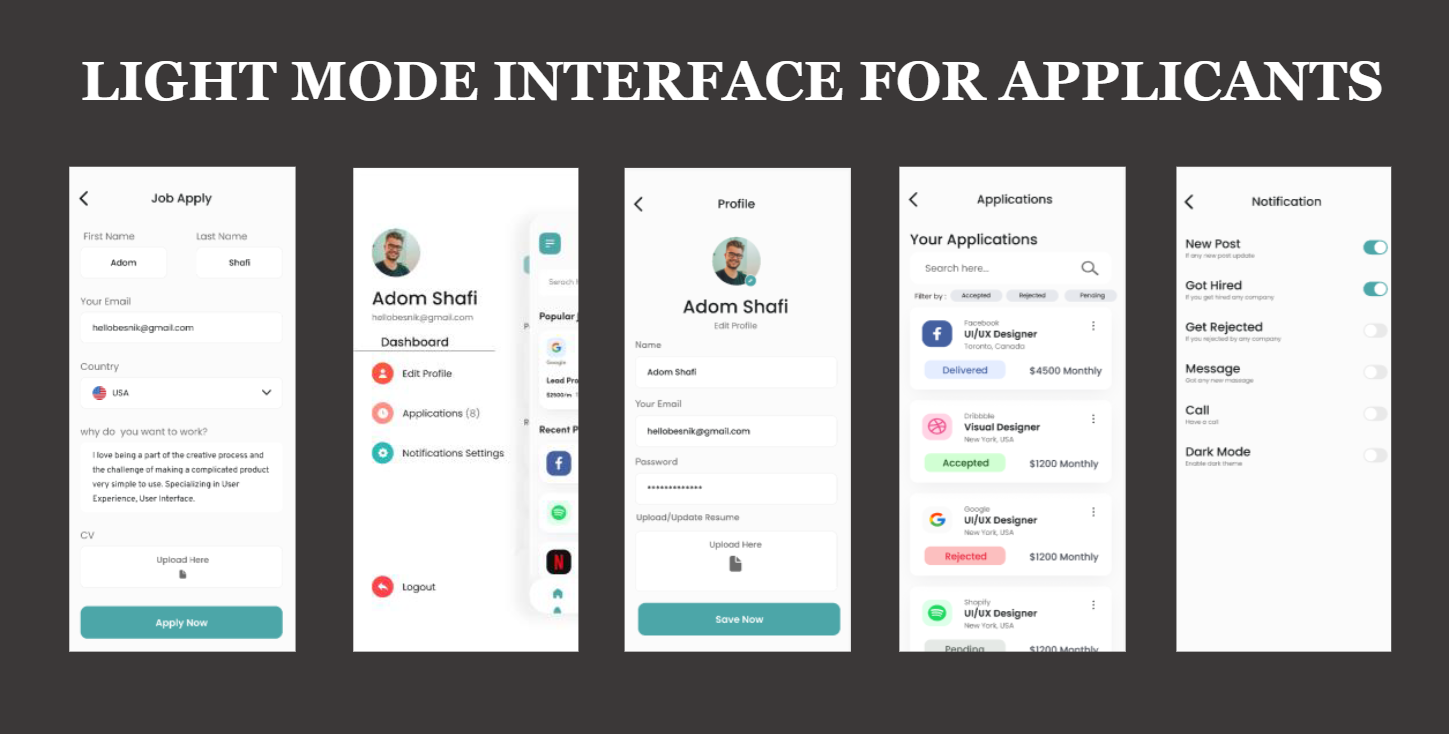 LIGHT MODE INTERFACE FOR APPLICANTS
Job Apply
First Name
Last Name
Adom
Shafi
Your Email
hellobesnik@gmail.com
Country
USA
why do you want to work?
I love being a part of the creative process and
the challenge of making a complicated product
very simple to use. Specializing in User
Experience, User Interface.
CV
Upload Here
Apply Now
Adom Shafi
hellobesnik@gmail.com
Dashboard
Edit Profile
Applications (8)
Notifications Settings
Logout
Popular
Google
Lead Pro
$2500/m
Recent P
Profile
Adom Shafi
Edit Profile
Name
Adom Shafi
Your Email
hellobesnik@gmail.com
Password
*************
Upload/Update Resume
Upload Here
Save Now
Applications
Your Applications
Search here...
Filter by :
Accepted
Rejected
Pending
Facebook
UI/UX Designer
Toronto, Canada
Delivered
$4500 Monthly
Dribbble
Visual Designer
New York, USA
Accepted
$1200 Monthly
Google
UI/UX Designer
New York, USA
Rejected
$1200 Monthly
Shopify
UI/UX Designer
New York, USA
Pending
$1200 Monthly
Notification
New Post
If any new post update
Got Hired
If you get hired any company
Get Rejected
If you rejected by any company
Message
Got any new massage
Call
Have a call
Dark Mode
Enable dark theme